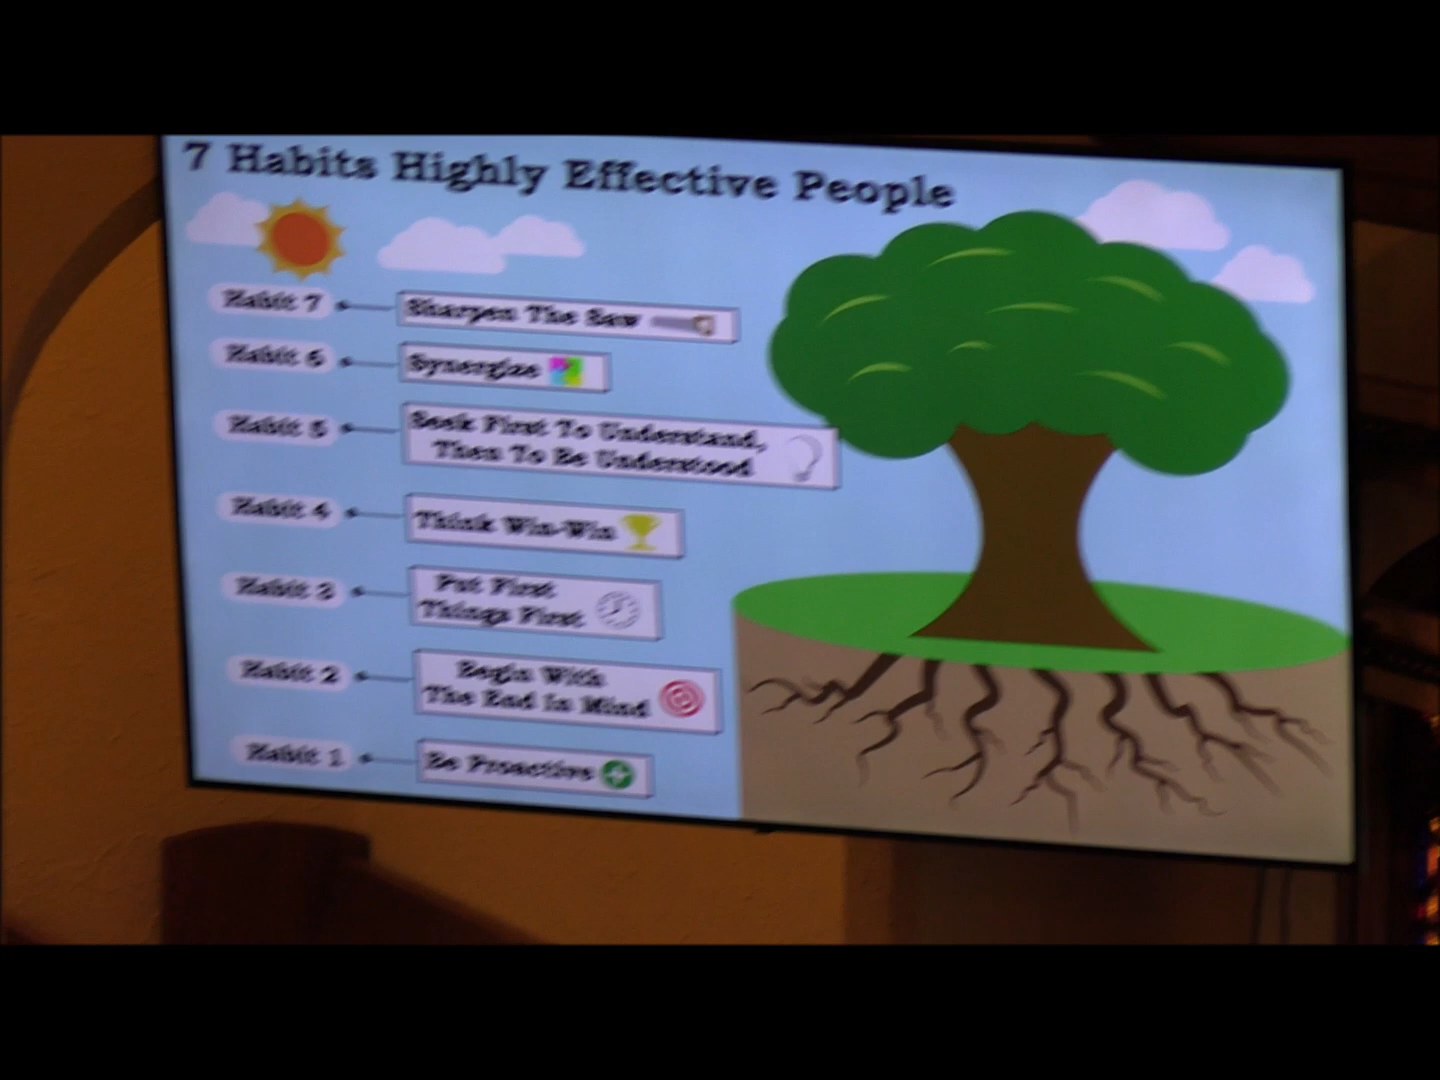 7 Habits Highly Effective People
Habit 7
Sharpen The Saw
Habit 6
Synergize
Habit 5
Seek First To Understand,
Then To Be Understood
Habit 4
Think Win-Win
Habit 3
Put First
Things First
Habit 2
Begin With
The End In Mind
Habit 1
Be Proactive